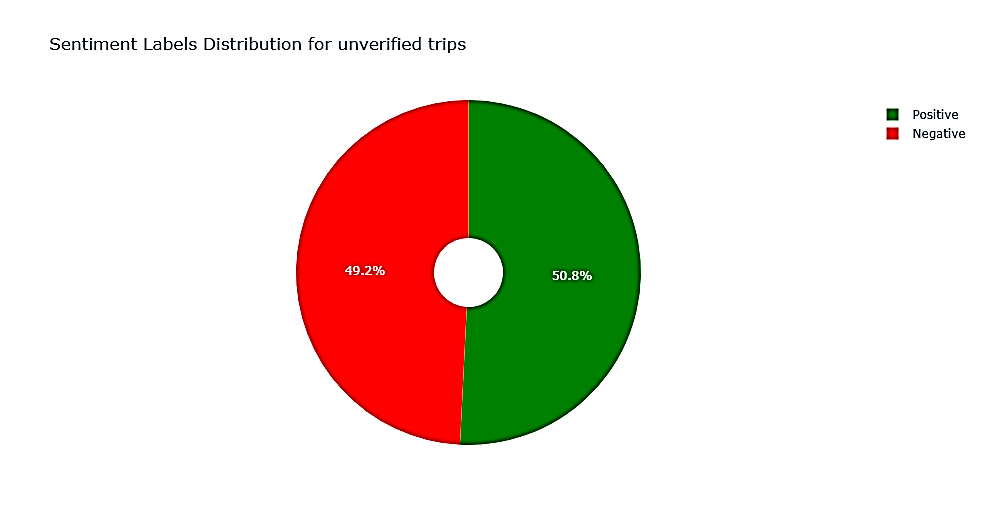 Sentiment Labels Distribution for unverified trips
Positive
Negative
49.2%
50.8%